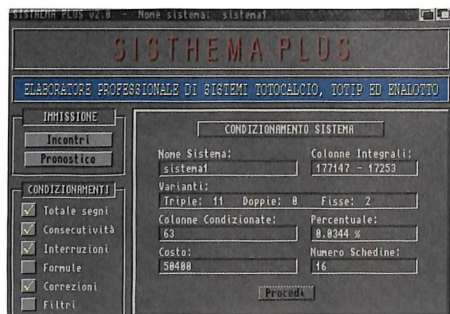 SISTHEMA PLUS v2.0 - Nome sistema: sistema1
SISTHEMA PLUS
ELABORATORE PROFESSIONALE DI SISTEMI TOTOCALCIO, TOTIP ED ENALOTTO
IMMISSIONE
Incontri
Pronostico
CONDIZIONAMENTI
Totale segni
Consecutività
Interruzioni
Formule
Correzioni
Filtri
CONDIZIONAMENTO SISTEMA
Nome Sistema:
sistema1
Colonne Integrali:
177147 - 17253
Varianti:
Triple: 11 Doppie: 0 Fisse: 2
Colonne Condizionate:
63
Percentuale:
0.0344 %
Costo:
50400
Numero Schedine:
16
Procedi